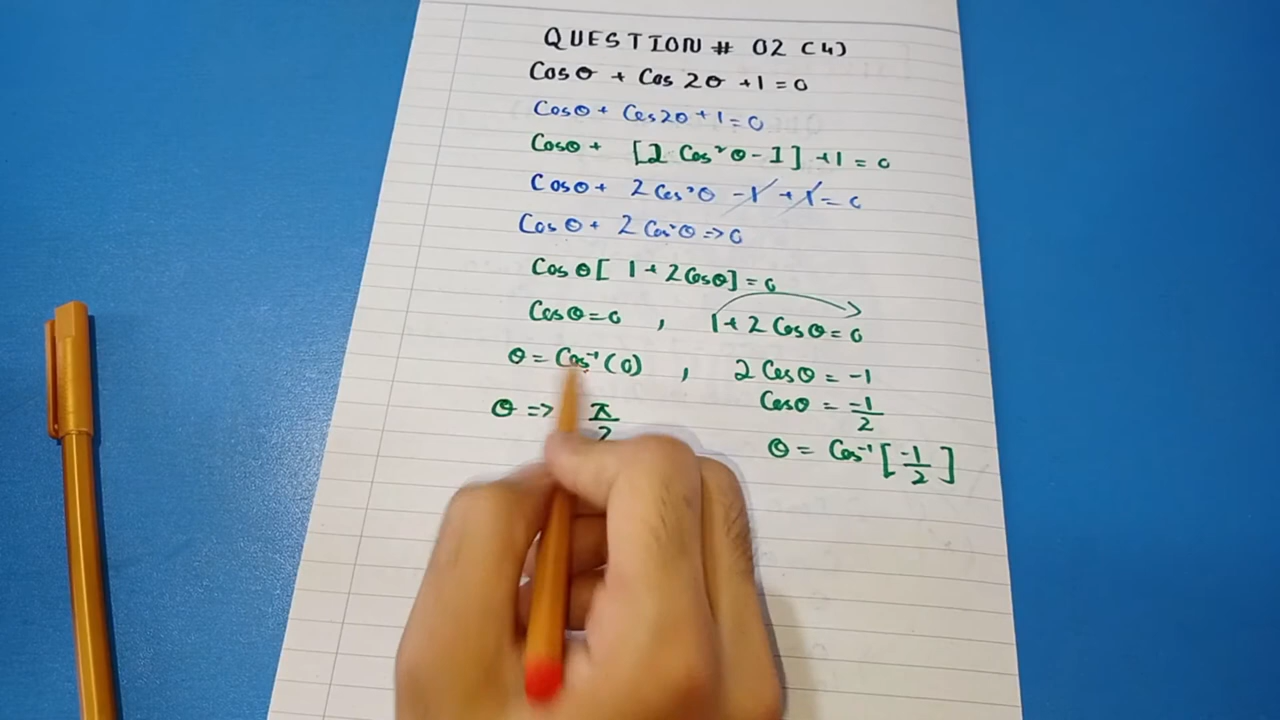 QUESTION # 02 (4)
Cosθ + Cos 2θ +1 = 0
Cosθ + Cos2θ +1 = 0
Cosθ + [2 Cos²θ - 1] +1 = 0
Cosθ + 2 Cos²θ -1 +1 = 0
Cosθ + 2 Cos²θ => 0
Cosθ [ 1 + 2 Cosθ] = 0
Cosθ = 0 , 1 + 2 Cosθ = 0
θ = Cos⁻¹(0) , 2 Cosθ = -1
Cosθ = -1/2
θ => π/2
θ = Cos⁻¹ [-1/2]